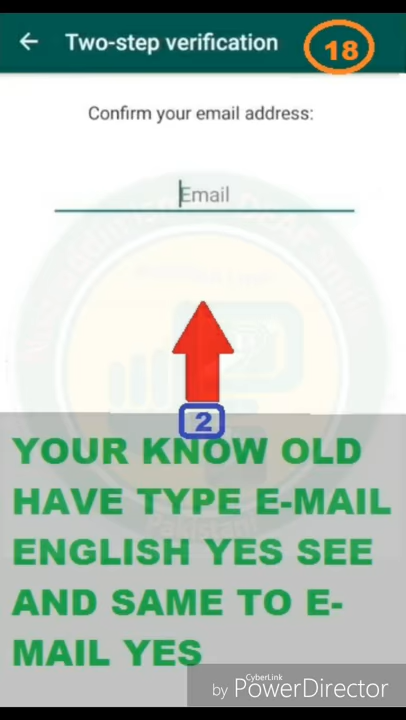 Two-step verification
18
Confirm your email address:
Email
2
YOUR KNOW OLD
HAVE TYPE E-MAIL
ENGLISH YES SEE
AND SAME TO E-
MAIL YES
CyberLink
by PowerDirector